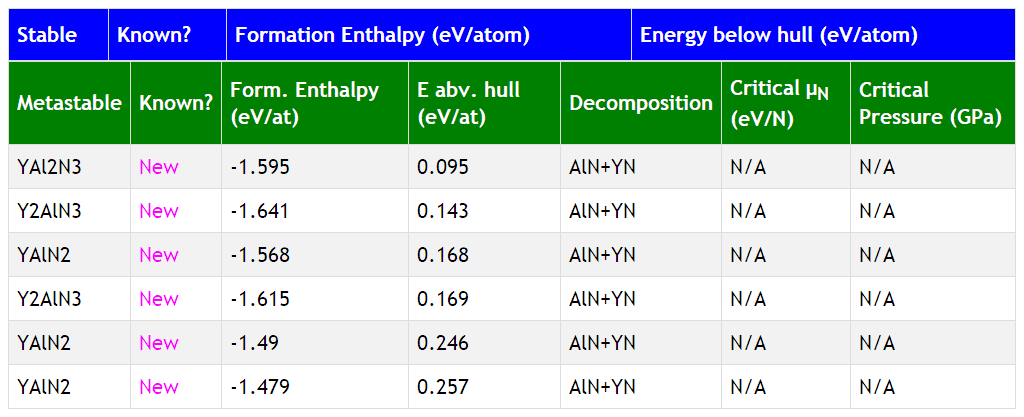 Stable Known? Formation Enthalpy (eV/atom) Energy below hull (eV/atom)
Metastable Known? Form. Enthalpy (eV/at) E abv. hull (eV/at) Decomposition Critical μN (eV/N) Critical Pressure (GPa)
YAl2N3 New -1.595 0.095 AlN+YN N/A N/A
Y2AlN3 New -1.641 0.143 AlN+YN N/A N/A
YAlN2 New -1.568 0.168 AlN+YN N/A N/A
Y2AlN3 New -1.615 0.169 AlN+YN N/A N/A
YAlN2 New -1.49 0.246 AlN+YN N/A N/A
YAlN2 New -1.479 0.257 AlN+YN N/A N/A